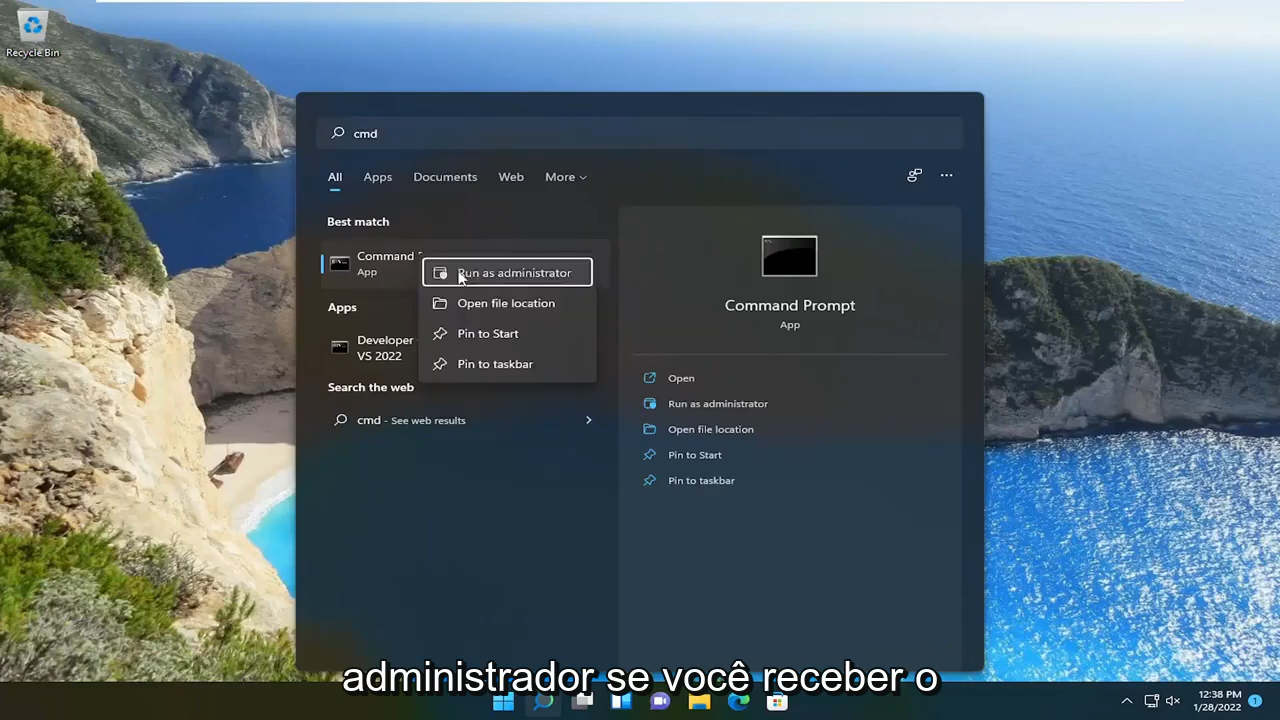 Recycle Bin
cmd
All
Apps
Documents
Web
More
Best match
Command
App
Run as administrator
Open file location
Pin to Start
Pin to taskbar
Apps
Developer
VS 2022
Search the web
cmd - See web results
Command Prompt
App
Open
Run as administrator
Open file location
Pin to Start
Pin to taskbar
administrador se você receber o
12:38 PM
1/28/2022
1